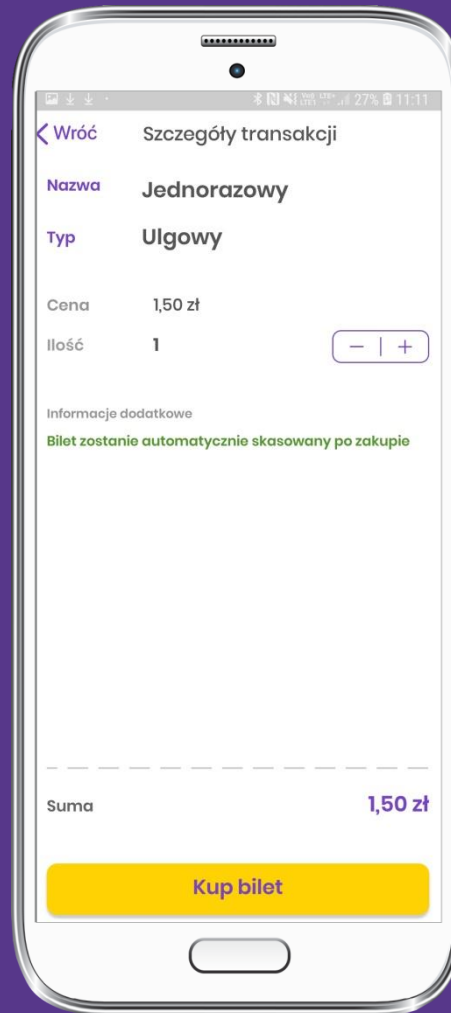 27% 11:11
Wróć Szczegóły transakcji
Nazwa Jednorazowy
Typ Ulgowy
Cena 1,50 zł
Ilość 1 − | +
Informacje dodatkowe
Bilet zostanie automatycznie skasowany po zakupie
Suma 1,50 zł
Kup bilet